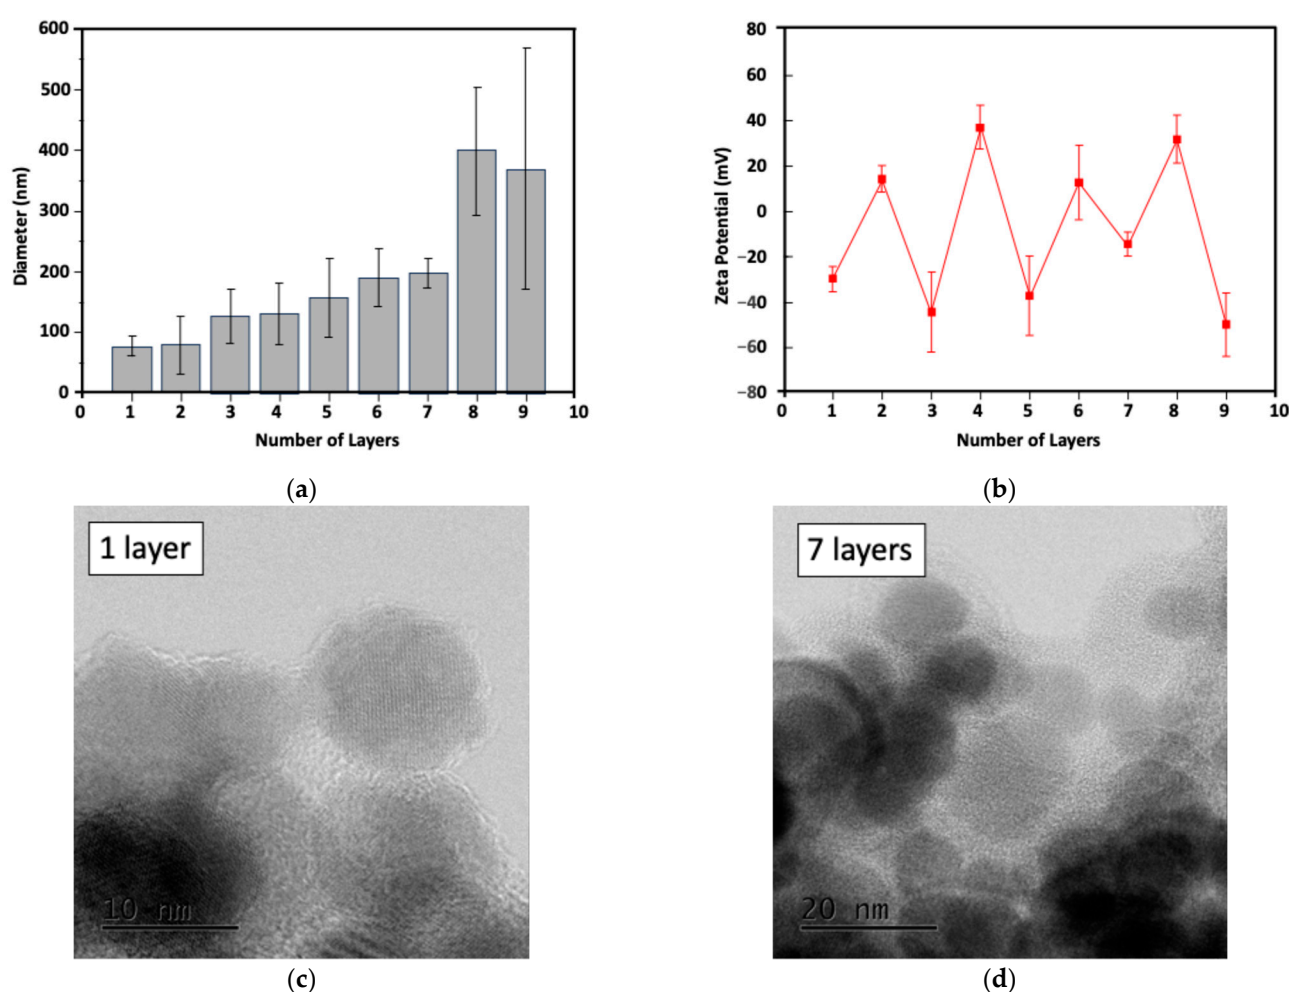 600
500
400
300
200
100
0
Diameter (nm)
0 1 2 3 4 5 6 7 8 9 10
Number of Layers
(a)
80
60
40
20
0
−20
−40
−60
−80
Zeta Potential (mV)
0 1 2 3 4 5 6 7 8 9 10
Number of Layers
(b)
1 layer
10 nm
(c)
7 layers
20 nm
(d)